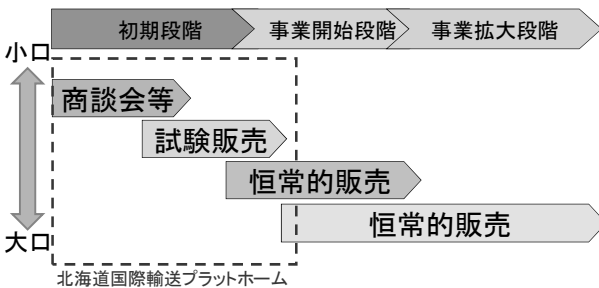 初期段階
事業開始段階
事業拡大段階
小口
商談会等
試験販売
恒常的販売
恒常的販売
大口
北海道国際輸送プラットホーム